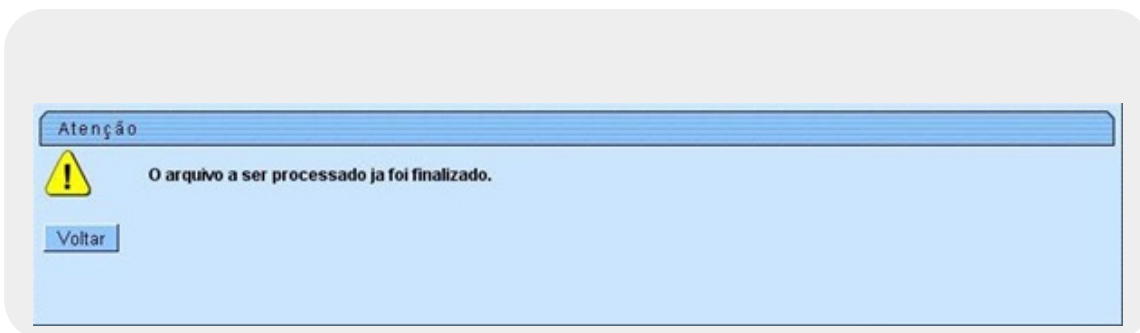 Atenção
O arquivo a ser processado ja foi finalizado.
Voltar